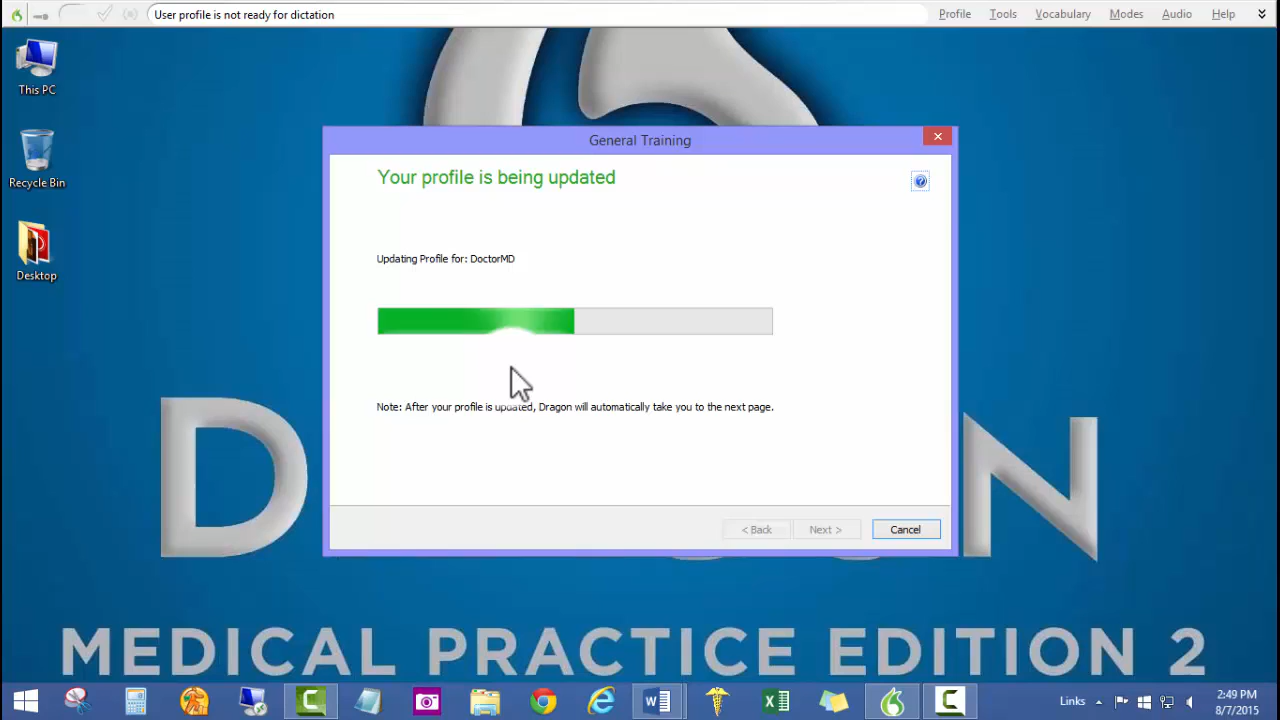 User profile is not ready for dictation
Profile Tools Vocabulary Modes Audio Help
This PC
Recycle Bin
Desktop
General Training
Your profile is being updated
Updating Profile for: DoctorMD
Note: After your profile is updated, Dragon will automatically take you to the next page.
< Back Next > Cancel
D N
MEDICAL PRACTICE EDITION 2
Links
2:49 PM
8/7/2015